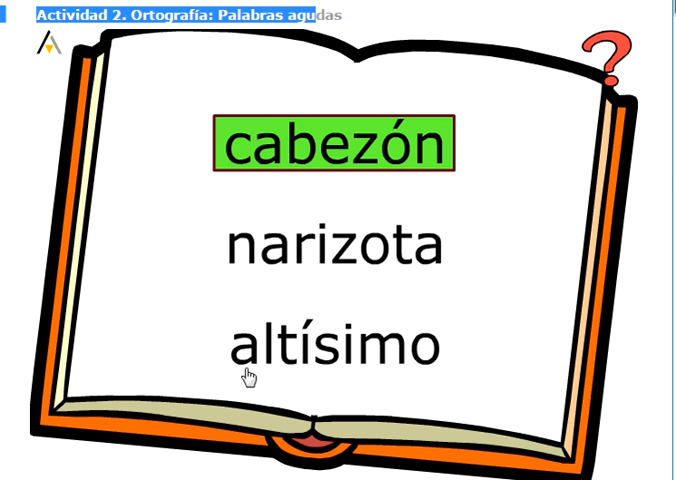 Actividad 2. Ortografía: Palabras agudas
cabezón
narizota
altísimo